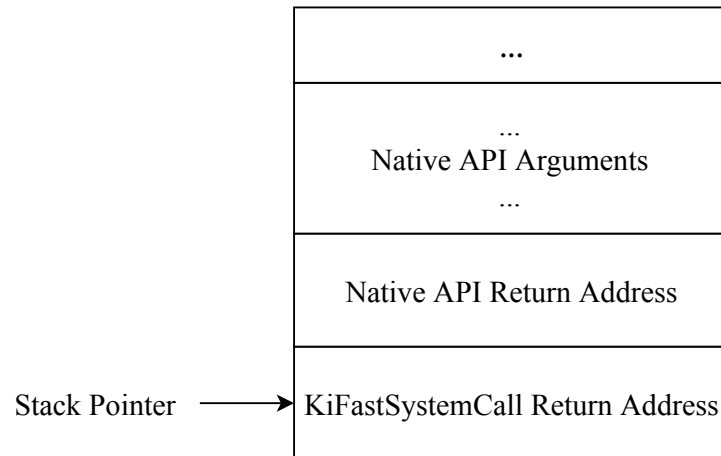 ...
...
Native API Arguments
...
Native API Return Address
Stack Pointer
KiFastSystemCall Return Address